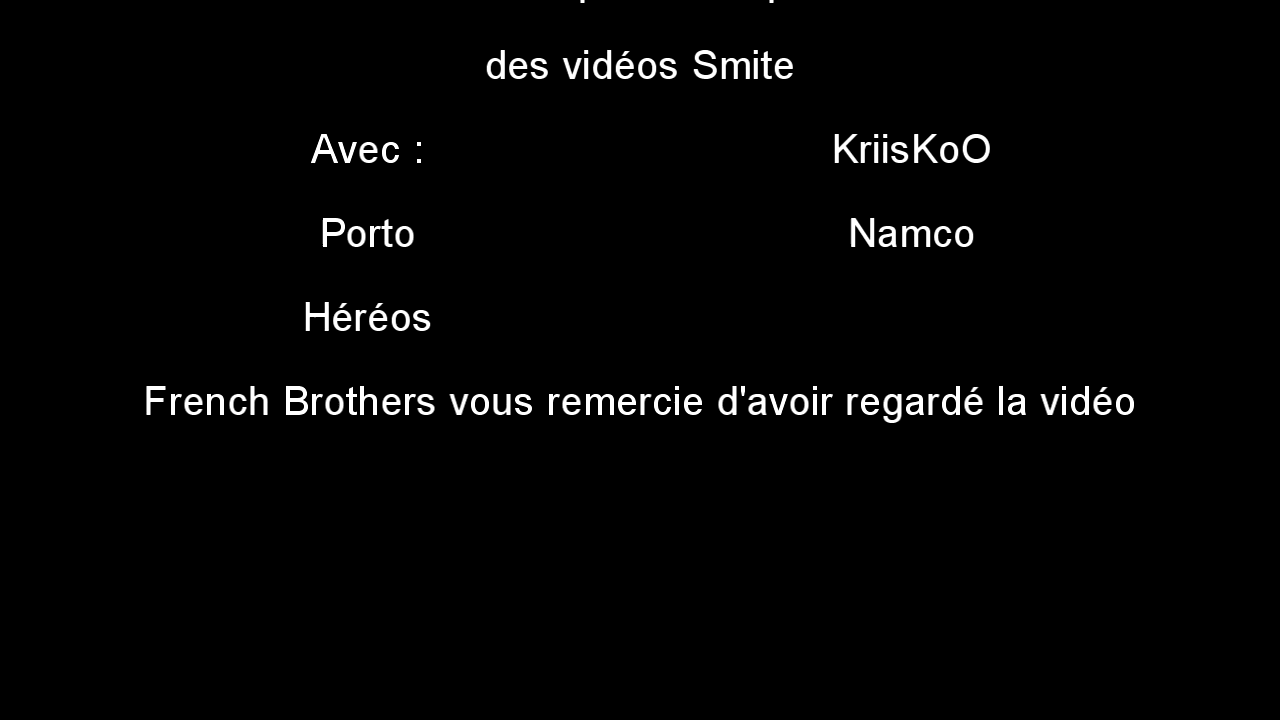 des vidéos Smite
Avec : KriisKoO
Porto Namco
Héréos
French Brothers vous remercie d'avoir regardé la vidéo